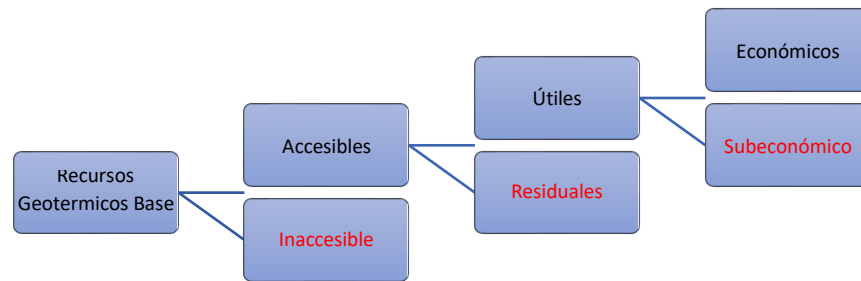 Recursos
Geotermicos Base
Accesibles
Inaccesible
Útiles
Residuales
Económicos
Subeconómico